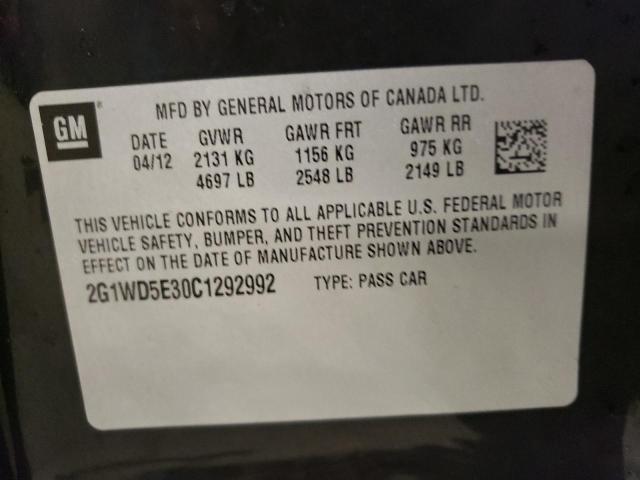 GM
MFD BY GENERAL MOTORS OF CANADA LTD.
DATE GVWR GAWR FRT GAWR RR
04/12 2131 KG 1156 KG 975 KG
4697 LB 2548 LB 2149 LB
THIS VEHICLE CONFORMS TO ALL APPLICABLE U.S. FEDERAL MOTOR
VEHICLE SAFETY, BUMPER, AND THEFT PREVENTION STANDARDS IN
EFFECT ON THE DATE OF MANUFACTURE SHOWN ABOVE.
2G1WD5E30C1292992 TYPE: PASS CAR